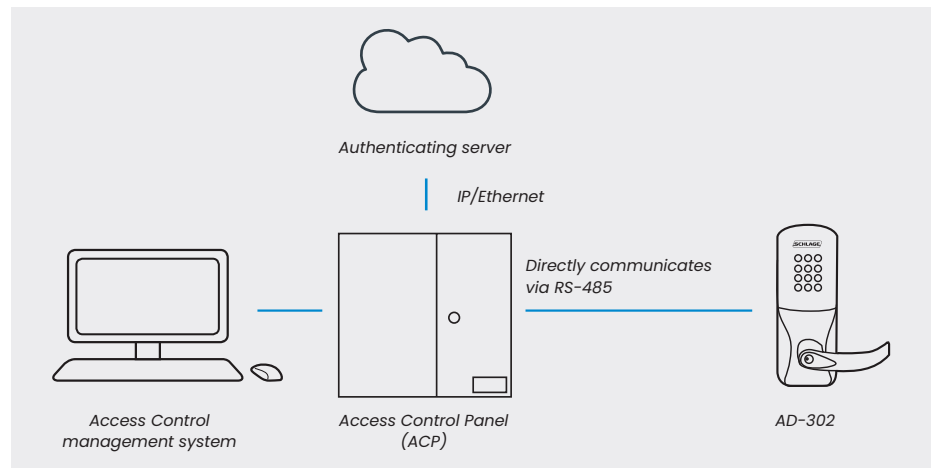 Authenticating server
IP/Ethernet
SCHLAGE
Directly communicates
via RS-485
Access Control
management system
Access Control Panel
(ACP)
AD-302